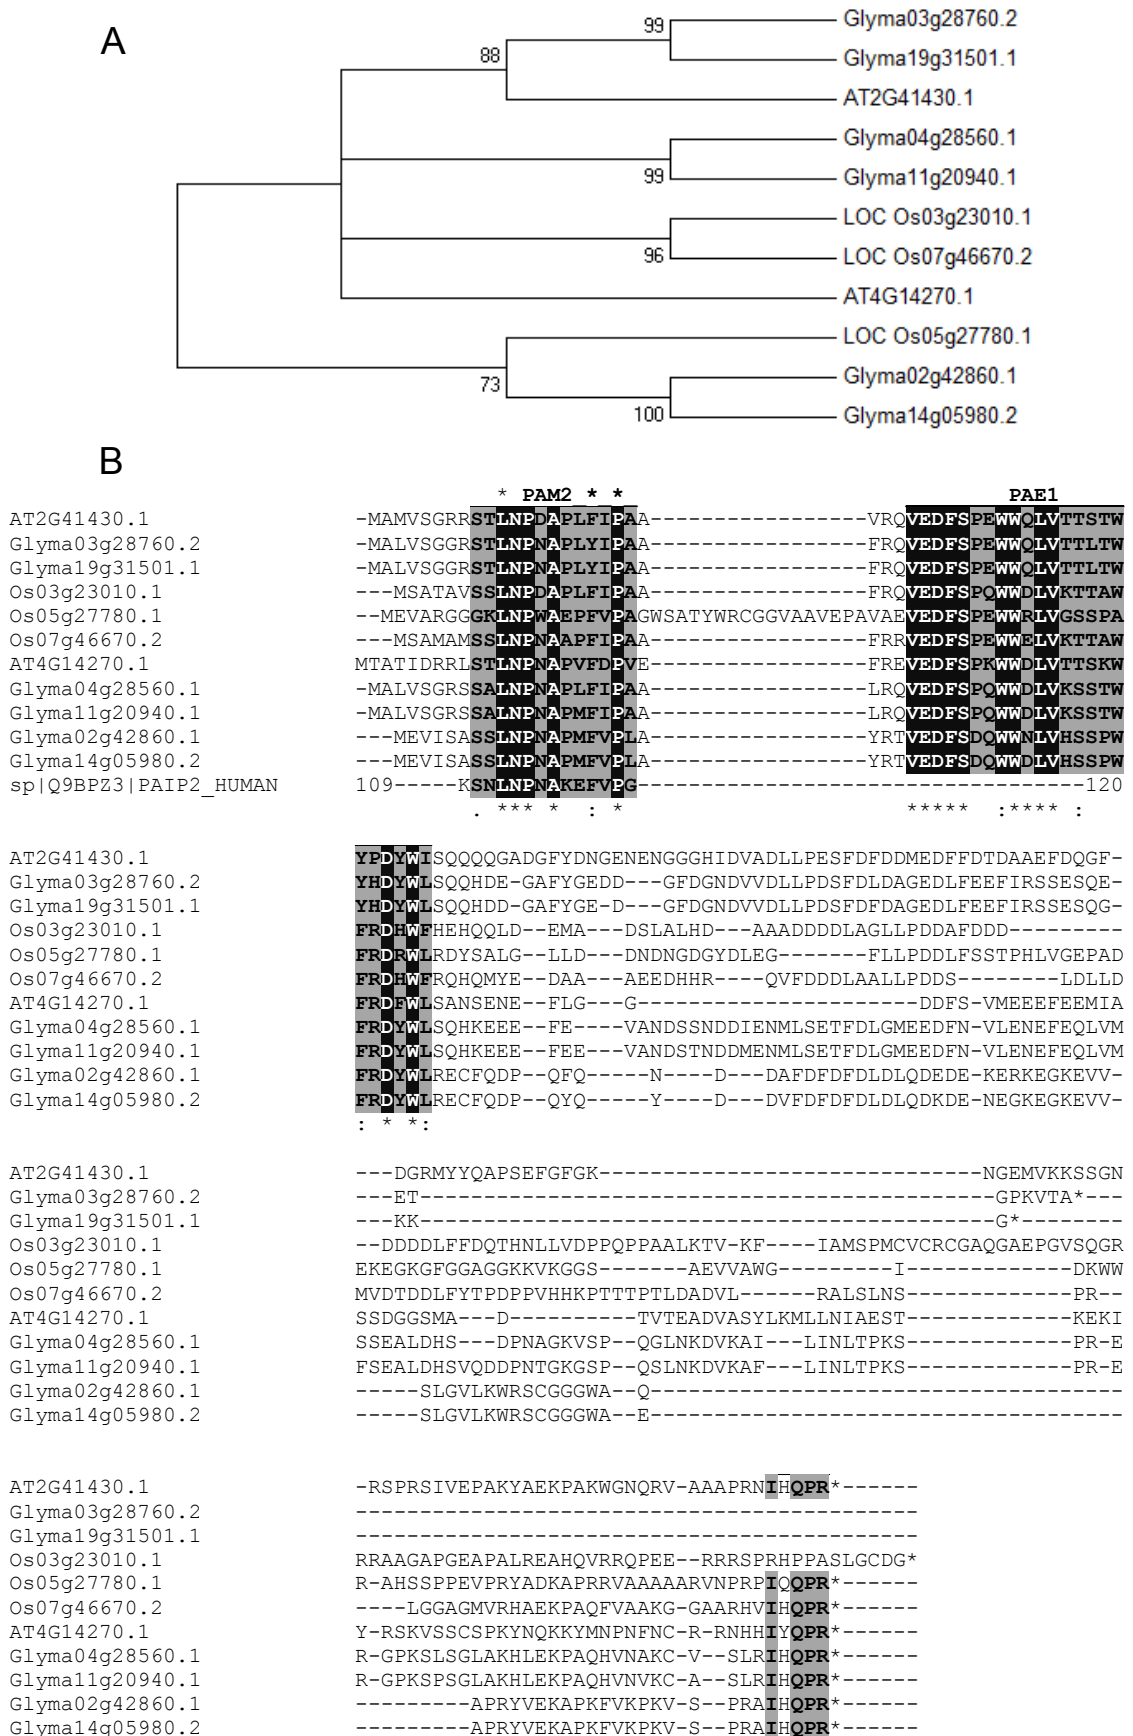 A
99
Glyma03g28760.2
88
Glyma19g31501.1
AT2G41430.1
Glyma04g28560.1
99
Glyma11g20940.1
LOC Os03g23010.1
96
LOC Os07g46670.2
AT4G14270.1
LOC Os05g27780.1
73
Glyma02g42860.1
100
Glyma14g05980.2
B
* PAM2 * * PAE1
AT2G41430.1 -MAMVSGRRSTLNPDAPLFIPAA-----------------VRQVEDFSPEWWQLVTTSTW
Glyma03g28760.2 -MALVSGGRSTLNPNAPLYIPAA-----------------FRQVEDFSPEWWQLVTTLTW
Glyma19g31501.1 -MALVSGGRSTLNPNAPLYIPAA-----------------FRQVEDFSPEWWQLVTTLTW
Os03g23010.1 ---MSATAVSSLNPDAPLFIPAA-----------------FRQVEDFSPQWWDLVKTTAW
Os05g27780.1 --MEVARGGGKLNPWAEPFVPAGWSATYWRCGGVAAVEPAVAEVEDFSPEWWRLVGSSPA
Os07g46670.2 ---MSAMAMSSLNPNAAPFIPAA-----------------FRRVEDFSPEWWELVKTTAW
AT4G14270.1 MTATIDRRLSTLNPNAPVFDPVE-----------------FREVEDFSPKWWDLVTTSKW
Glyma04g28560.1 -MALVSGRSSALNPNAPLFIPAA-----------------LRQVEDFSPQWWDLVKSSTW
Glyma11g20940.1 -MALVSGRSSALNPNAPMFIPAA-----------------LRQVEDFSPQWWDLVKSSTW
Glyma02g42860.1 ---MEVISASSLNPNAPMFVPLA-----------------YRTVEDFSDQWWNLVHSSPW
Glyma14g05980.2 ---MEVISASSLNPNAPMFVPLA-----------------YRTVEDFSDQWWDLVHSSPW
sp|Q9BPZ3|PAIP2_HUMAN 109-----KSNLNPNAKEFVPG-----------------------------------120
. *** * : * ***** :**** :
AT2G41430.1 YPDYWISQQQQGADGFYDNGENENGGGHIDVADLLPESFDFDDMEDFFDTDAAEFDQGF-
Glyma03g28760.2 YHDYWLSQQHDE-GAFYGEDD---GFDGNDVVDLLPDSFDLDAGEDLFEEFIRSSESQE-
Glyma19g31501.1 YHDYWLSQQHDD-GAFYGE-D---GFDGNDVVDLLPDSFDFDAGEDLFEEFIRSSESQG-
Os03g23010.1 FRDHWFHEHQQLD--EMA--DSLALHD--AAADDDDLAGLLPDDAFDDD---------
Os05g27780.1 FRDRWLRDYSALG--LLD--DNDNGDGYDLEG-------FLLPDDLFSSTPHLVGEPAD
Os07g46670.2 FRDHWFRQHQMYE--DAA--AEEDHHR---QVFDDDLAALLPDDS--------LDLLD
AT4G14270.1 FRDFWLSANSENE--FLG---G----------------------DDFS-VMEEEFEEMIA
Glyma04g28560.1 FRDYWLSQHKEEE--FE----VANDSSNDDIENMLSETFDLGMEEDFN-VLENEFEQLVM
Glyma11g20940.1 FRDYWLSQHKEEE--FEE---VANDSTNDDMENMLSETFDLGMEEDFN-VLENEFEQLVM
Glyma02g42860.1 FRDYWLRECFQDP--QFQ----N----D---DAFDFDFDLDLQDEDE-KERKEGKEVV-
Glyma14g05980.2 FRDYWLRECFQDP--QYQ----Y----D---DVFDFDFDLDLQDKDE-NEGKEGKEVV-
: * *:
AT2G41430.1 ---DGRMYYQAPSEFGFGK------------------------------NGEMVKKSSGN
Glyma03g28760.2 ---ET---------------------------------------------GPKVTA*---
Glyma19g31501.1 ---KK---------------------------------------------G*--------
Os03g23010.1 --DDDDLFFDQTHNLLVDPPQPPAALKTV-KF----IAMSPMCVCRCGAQGAEPGVSQGR
Os05g27780.1 EKEGKGFGGAGGKKVKGGS-------AEVVAWG---------I-------------DKWW
Os07g46670.2 MVDTDDLFYTPDPPVHHKPTTTPTLDADVL------RALSLNS-------------PR--
AT4G14270.1 SSDGGSMA---D----------TVTEADVASYLKMLLNIAEST-------------KEKI
Glyma04g28560.1 SSEALDHS---DPNAGKVSP--QGLNKDVKAI----LINLTPKS-------------PR-E
Glyma11g20940.1 FSEALDHSVQDDPNTGKGSP--QSLNKDVKAF----LINLTPKS-------------PR-E
Glyma02g42860.1 -----SLGVLKWRSCGGGWA--Q-------------------------------------
Glyma14g05980.2 -----SLGVLKWRSCGGGWA--E-------------------------------------
AT2G41430.1 -RSPRSIVEPAKYAEKPAKWGNQRV-AAAPRNIHQPR*------
Glyma03g28760.2 --------------------------------------------
Glyma19g31501.1 --------------------------------------------
Os03g23010.1 RRAAGAPGEAPALREAHQVRRQPEE--RRRSPRHPPASLGCDG*
Os05g27780.1 R-AHSSPPEVPRYADKAPRRVAAAAARVNPRPIQQPR*------
Os07g46670.2 ----LGGAGMVRHAEKPAQFVAAKG-GAARHVIHQPR*------
AT4G14270.1 Y-RSKVSSCSPKYNQKKYMNPNFNC-R-RNHHIYQPR*------
Glyma04g28560.1 R-GPKSLSGLAKHLEKPAQHVNAKC-V--SLRIHQPR*------
Glyma11g20940.1 R-GPKSPSGLAKHLEKPAQHVNVKC-A--SLRIHQPR*------
Glyma02g42860.1 ---------APRYVEKAPKFVKPKV-S--PRAIHQPR*------
Glyma14g05980.2 ---------APRYVEKAPKFVKPKV-S--PRAIHQPR*------